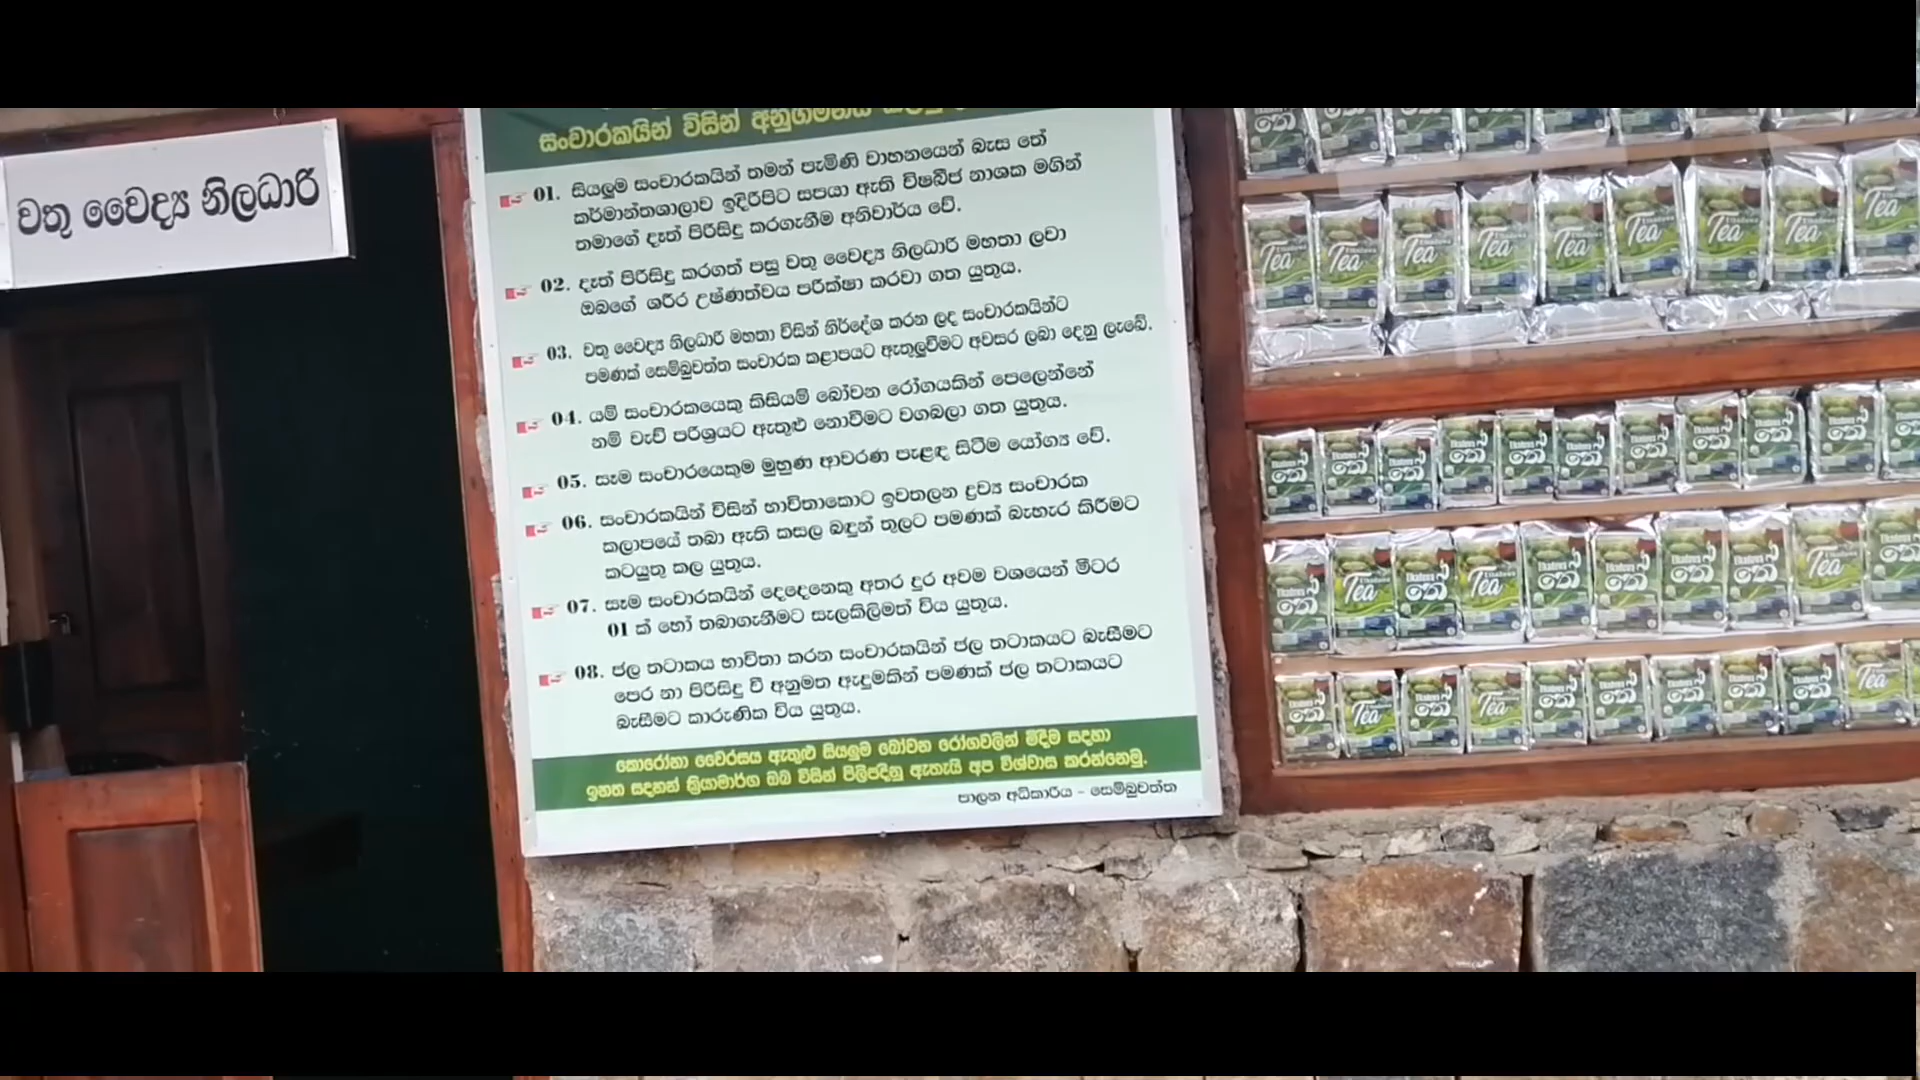 වතු වෛද්‍ය නිලධාරී
සංචාරකයින් විසින් අනුගමනය
01. සියලුම සංචාරකයින් තමන් පැමිණි වාහනයෙන් බැස තේ
කර්මාන්තශාලාව ඉදිරිපිට සපයා ඇති විෂබීජ නාශක මගින්
තමාගේ දෑත් පිරිසිදු කරගැනීම අනිවාර්ය වේ.
02. දෑත් පිරිසිදු කරගත් පසු වතු වෛද්‍ය නිලධාරී මහතා ලවා
ඔබගේ ශරීර උෂ්ණත්වය පරීක්ෂා කරවා ගත යුතුය.
03. වතු වෛද්‍ය නිලධාරී මහතා විසින් නිර්දේශ කරන ලද සංචාරකයින්ට
පමණක් සෙම්බුවත්ත සංචාරක කළාපයට ඇතුලුවීමට අවසර ලබා දෙනු ලැබේ.
04. යම් සංචාරකයෙකු කිසියම් බෝවන රෝගයකින් පෙලෙන්නේ
නම් වැව් පරිශ්‍රයට ඇතුළු නොවීමට වගබලා ගත යුතුය.
05. සෑම සංචාරයෙකුම මුහුණ ආවරණ පැළඳ සිටීම යෝග්‍ය වේ.
06. සංචාරකයින් විසින් භාවිතාකොට ඉවතලන ද්‍රව්‍ය සංචාරක
කලාපයේ තබා ඇති කසල බඳුන් තුලට පමණක් බැහැර කිරීමට
කටයුතු කල යුතුය.
07. සෑම සංචාරකයින් දෙදෙනෙකු අතර දුර අවම වශයෙන් මීටර
01 ක් හෝ තබාගැනීමට සැලකිලිමත් විය යුතුය.
08. ජල තටාකය භාවිතා කරන සංචාරකයින් ජල තටාකයට බැසීමට
පෙර නා පිරිසිදු වී අනුමත ඇඳුමකින් පමණක් ජල තටාකයට
බැසීමට කාරුණික විය යුතුය.
කොරෝනා වෛරසය ඇතුළු සියලුම බෝවන රෝගවලින් මිදීම සඳහා
ඉහත සඳහන් ක්‍රියාමාර්ග ඔබ විසින් පිලිපදිනු ඇතැයි අප විශ්වාස කරන්නෙමු.
පාලන අධිකාරිය - සෙම්බුවත්ත
Elkaduwa
Tea
Elkaduwa
තේ